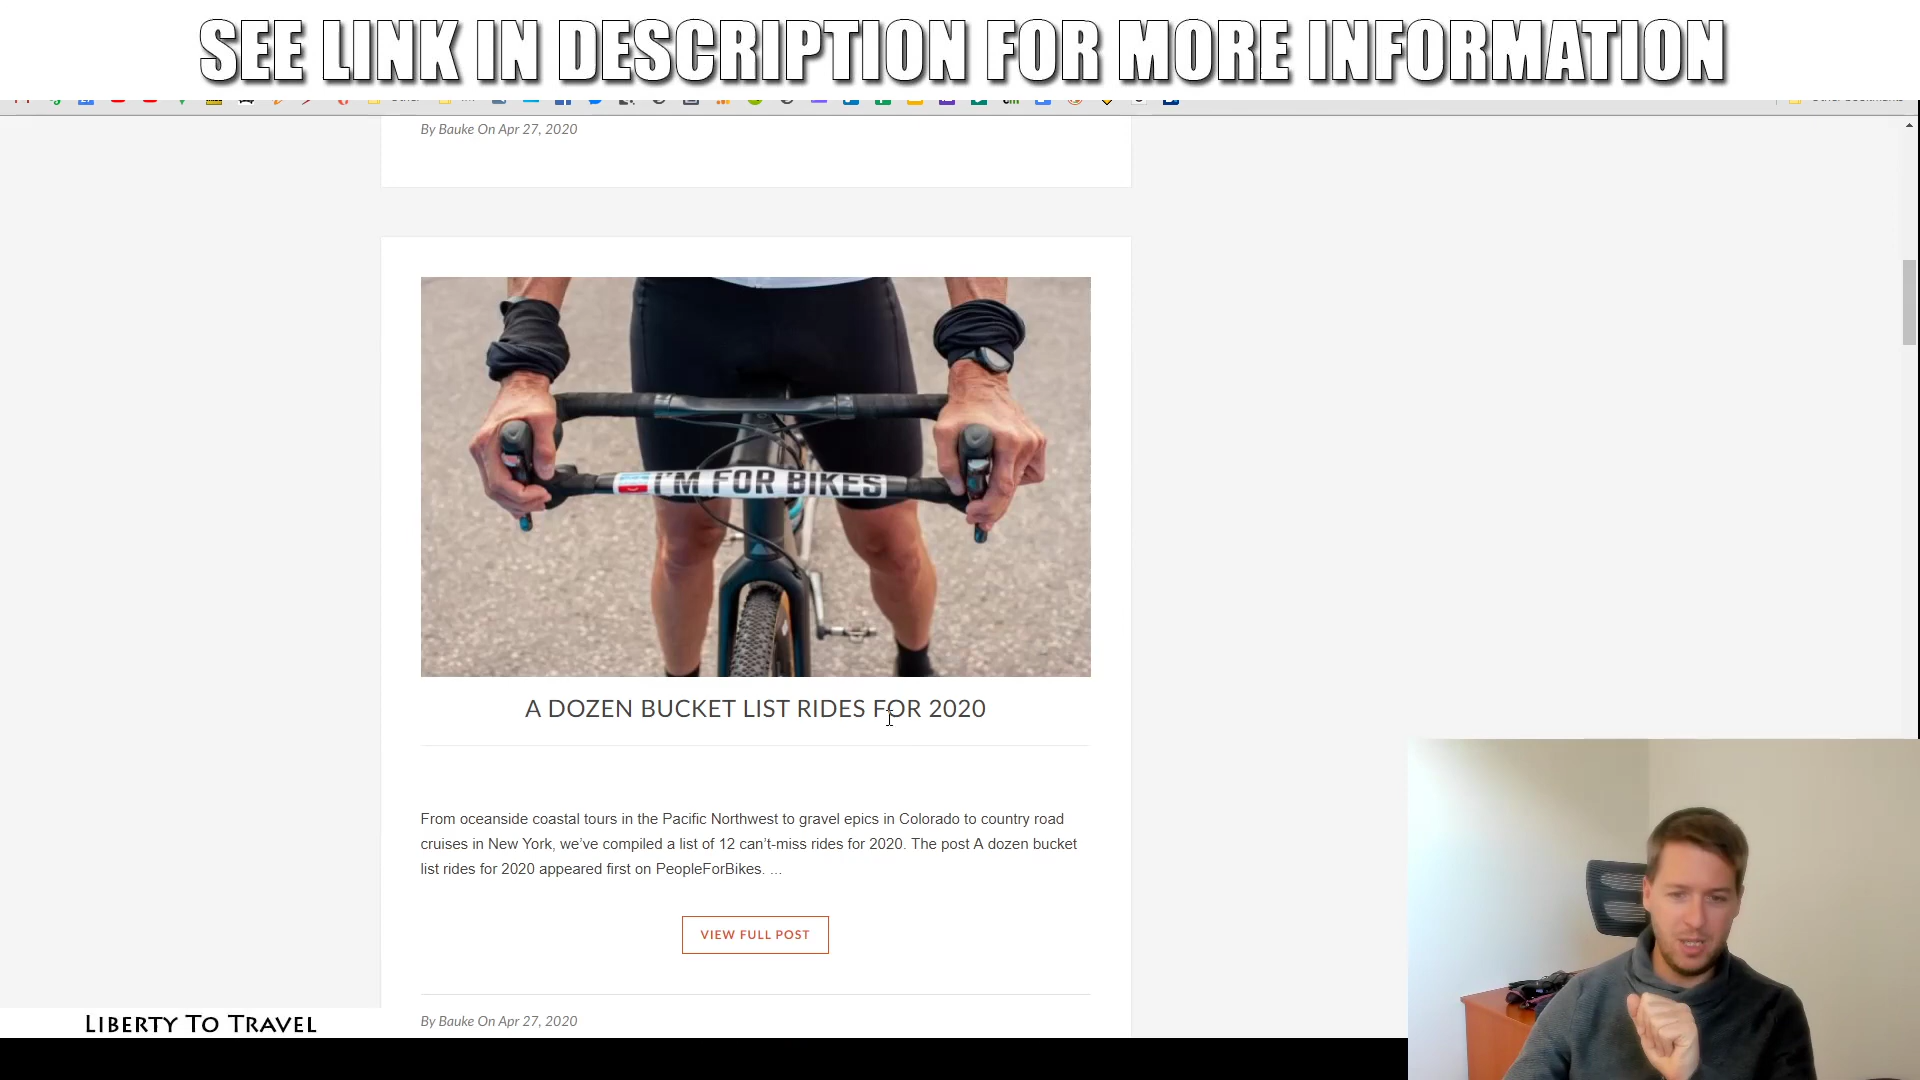 SEE LINK IN DESCRIPTION FOR MORE INFORMATION
By Bauke On Apr 27, 2020
I'M FOR BIKES
A DOZEN BUCKET LIST RIDES FOR 2020
From oceanside coastal tours in the Pacific Northwest to gravel epics in Colorado to country road
cruises in New York, we've compiled a list of 12 can't-miss rides for 2020. The post A dozen bucket
list rides for 2020 appeared first on PeopleForBikes. ...
VIEW FULL POST
By Bauke On Apr 27, 2020
LIBERTY TO TRAVEL